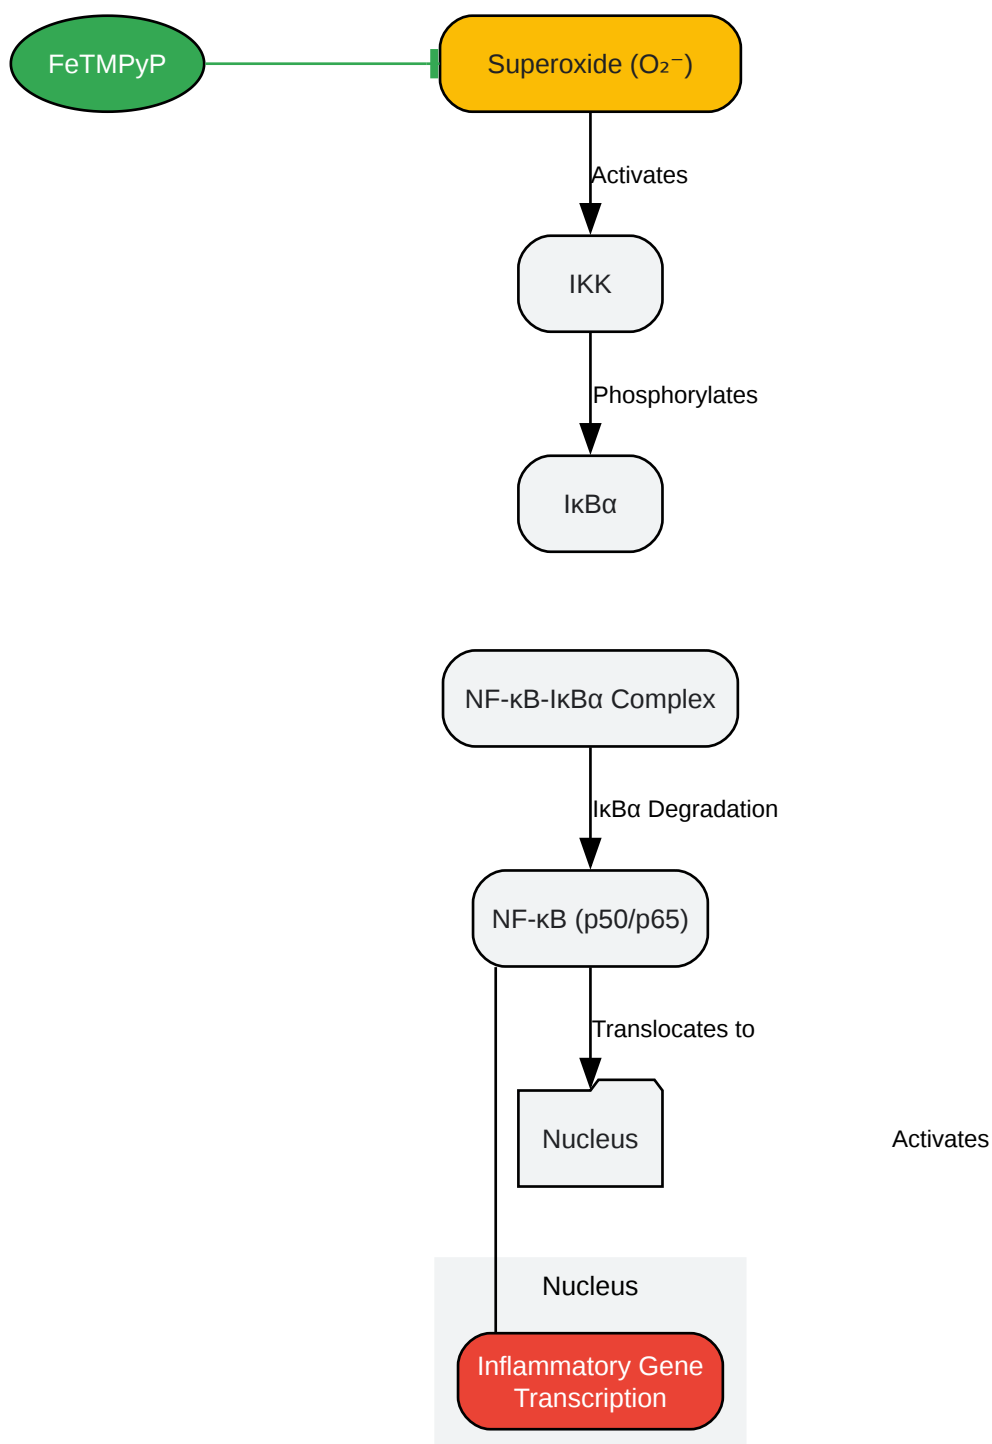 FeTMPyP
Superoxide (O₂⁻)
Activates
IKK
Phosphorylates
IκBα
NF-κB-IκBα Complex
IκBα Degradation
NF-κB (p50/p65)
Translocates to
Nucleus
Activates
Nucleus
Inflammatory Gene
Transcription